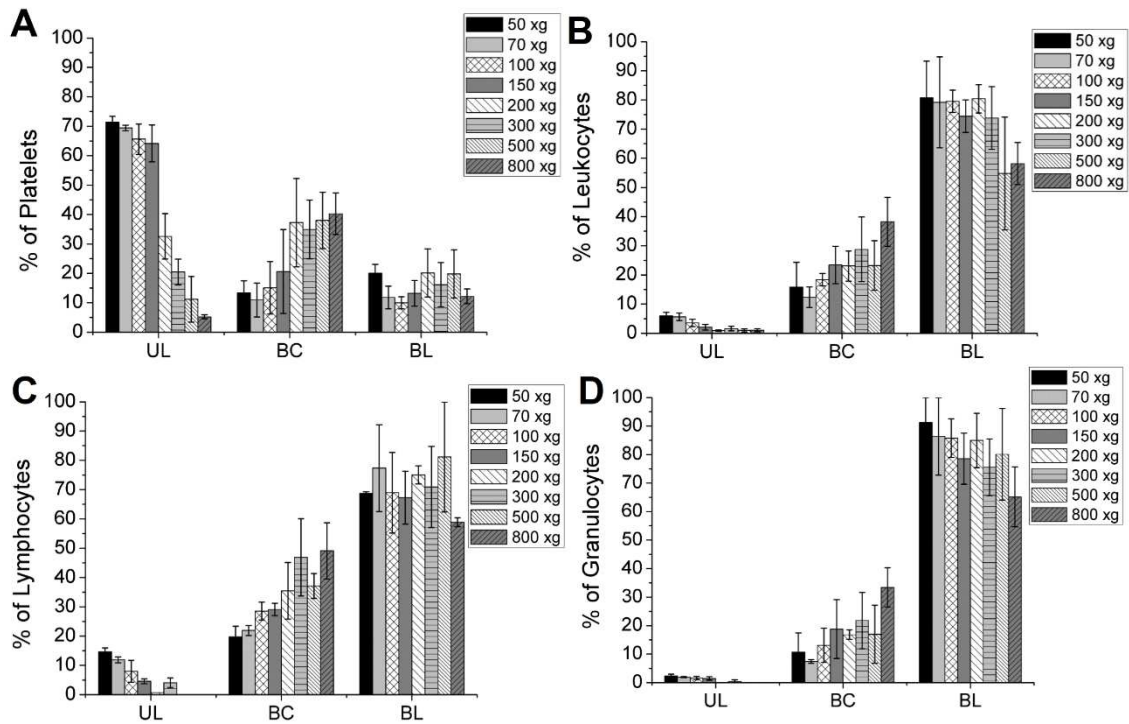 A
% of Platelets
100
90
80
70
60
50
40
30
20
10
0
UL BC BL
50 xg
70 xg
100 xg
150 xg
200 xg
300 xg
500 xg
800 xg
B
% of Leukocytes
100
90
80
70
60
50
40
30
20
10
0
UL BC BL
50 xg
70 xg
100 xg
150 xg
200 xg
300 xg
500 xg
800 xg
C
% of Lymphocytes
100
90
80
70
60
50
40
30
20
10
0
UL BC BL
50 xg
70 xg
100 xg
150 xg
200 xg
300 xg
500 xg
800 xg
D
% of Granulocytes
100
90
80
70
60
50
40
30
20
10
0
UL BC BL
50 xg
70 xg
100 xg
150 xg
200 xg
300 xg
500 xg
800 xg